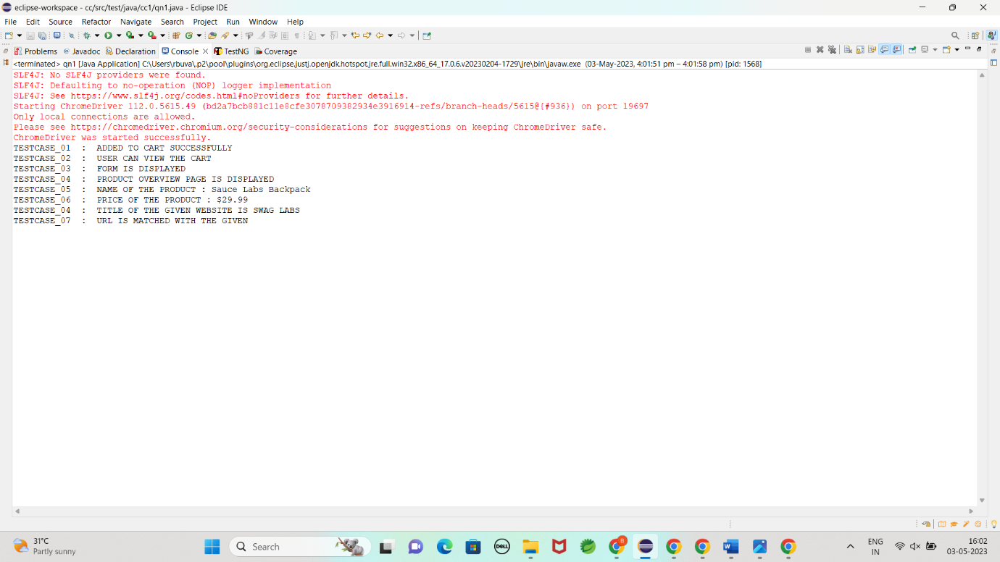 eclipse-workspace - cc/src/test/java/cc1/qn1.java - Eclipse IDE
File Edit Source Refactor Navigate Search Project Run Window Help
Problems Javadoc Declaration Console TestNG Coverage
<terminated> qn1 [Java Application] C:\Users\rbuva\.p2\pool\plugins\org.eclipse.justj.openjdk.hotspot.jre.full.win32.x86_64_17.0.6.v20230204-1729\jre\bin\javaw.exe (03-May-2023, 4:01:51 pm – 4:01:58 pm) [pid: 1568]
SLF4J: No SLF4J providers were found.
SLF4J: Defaulting to no-operation (NOP) logger implementation
SLF4J: See https://www.slf4j.org/codes.html#noProviders for further details.
Starting ChromeDriver 112.0.5615.49 (bd2a7bcb881c11e8cfe3078709382934e3916914-refs/branch-heads/5615@{#936}) on port 19697
Only local connections are allowed.
Please see https://chromedriver.chromium.org/security-considerations for suggestions on keeping ChromeDriver safe.
ChromeDriver was started successfully.
TESTCASE_01 : ADDED TO CART SUCCESSFULLY
TESTCASE_02 : USER CAN VIEW THE CART
TESTCASE_03 : FORM IS DISPLAYED
TESTCASE_04 : PRODUCT OVERVIEW PAGE IS DISPLAYED
TESTCASE_05 : NAME OF THE PRODUCT : Sauce Labs Backpack
TESTCASE_06 : PRICE OF THE PRODUCT : $29.99
TESTCASE_04 : TITLE OF THE GIVEN WEBSITE IS SWAG LABS
TESTCASE_07 : URL IS MATCHED WITH THE GIVEN
31°C
Partly sunny
Search
DELL
8
ENG
IN
16:02
03-05-2023